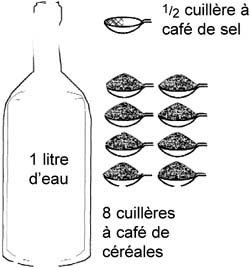 1/2 cuillère à
café de sel
1 litre
d'eau
8 cuillères
à café de
céréales